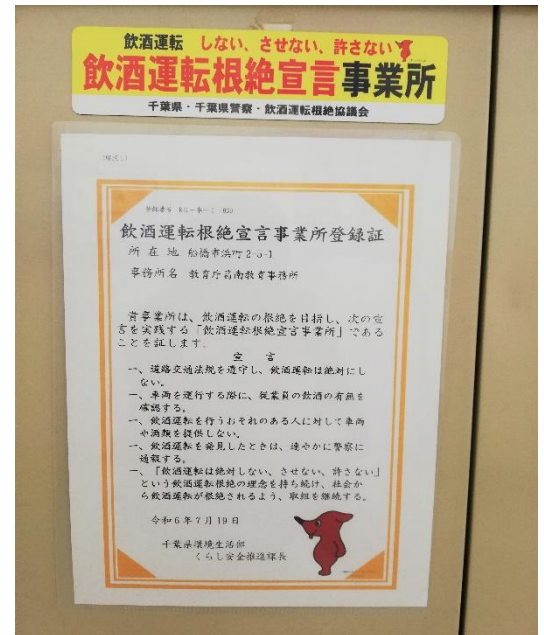 飲酒運転 しない、させない、許さない
飲酒運転根絶宣言事業所
千葉県・千葉県警察・飲酒運転根絶協議会
飲酒運転根絶宣言事業所登録証
所在地 船橋市浜町2-5-1
事務所名 教育庁葛南教育事務所
貴事業所は、飲酒運転の根絶を目指し、次の宣
言を実践する「飲酒運転根絶宣言事業所」である
ことを証します。
宣言
一、道路交通法規を遵守し、飲酒運転は絶対にし
ない。
一、車両を運行する際に、従業員の飲酒の有無を
確認する。
一、飲酒運転を行うおそれのある人に対して車両
や酒類を提供しない。
一、飲酒運転を発見したときは、速やかに警察に
通報する。
一、『飲酒運転は絶対しない、させない、許さない』
という飲酒運転根絶の理念を持ち続け、社会か
ら飲酒運転が根絶されるよう、取組を継続する。
令和6年7月19日
千葉県環境生活部
くらし安全推進課長